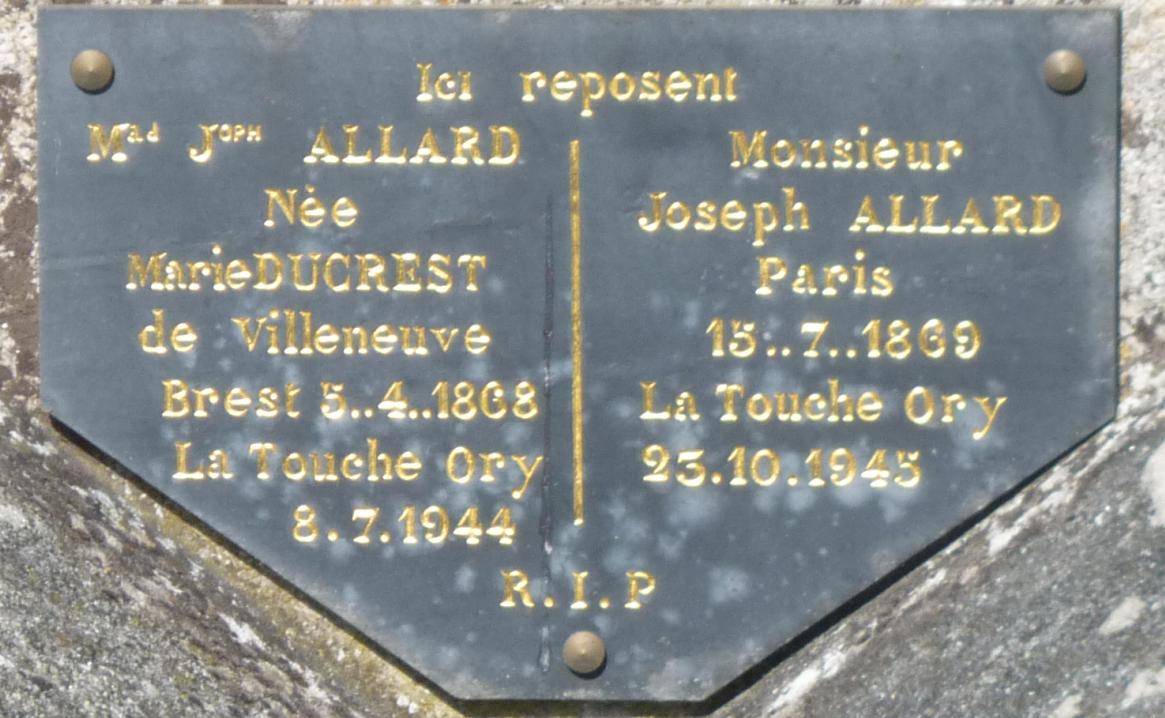 Ici reposent
Mad JOPH ALLARD
Nèe
MarieDUCREST
de Villeneuve
Brest 5..4..1868
La Touche Ory
8.7.1944
Monsieur
Joseph ALLARD
Paris
15..7..1869
La Touche Ory
23.10.1945
R.I.P